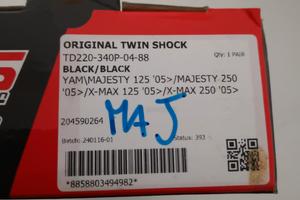 ORIGINAL TWIN SHOCK
QTY: 1 PAIR
TD220-340P-04-88
BLACK/BLACK
YAM\MAJESTY 125 '05>/MAJESTY 250
'05>/X-MAX 125 '05>/X-MAX 250 '05>
MAJ
204590264
Batch: 240116-01
Status: 393
*8858803494982*